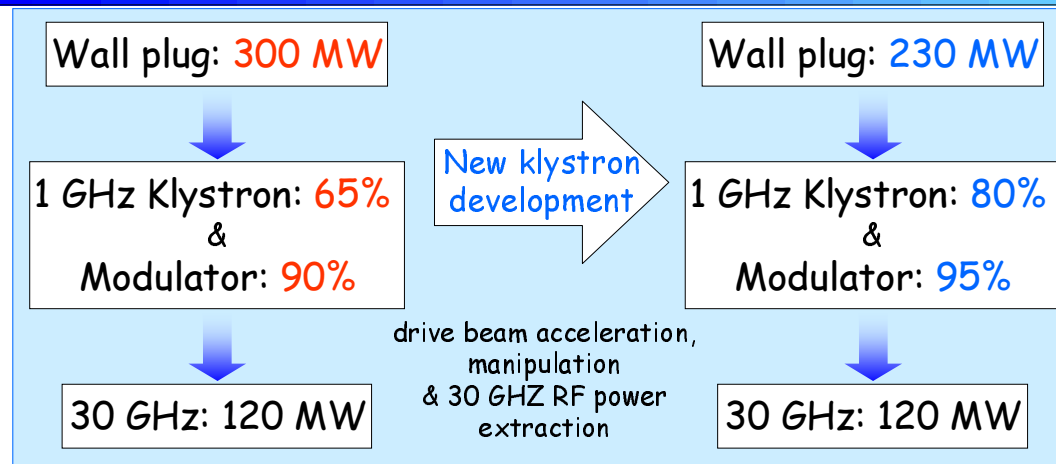 Wall plug: 300 MW
1 GHz Klystron: 65%
&
Modulator: 90%
30 GHz: 120 MW
New klystron
development
drive beam acceleration,
manipulation
& 30 GHZ RF power
extraction
Wall plug: 230 MW
1 GHz Klystron: 80%
&
Modulator: 95%
30 GHz: 120 MW